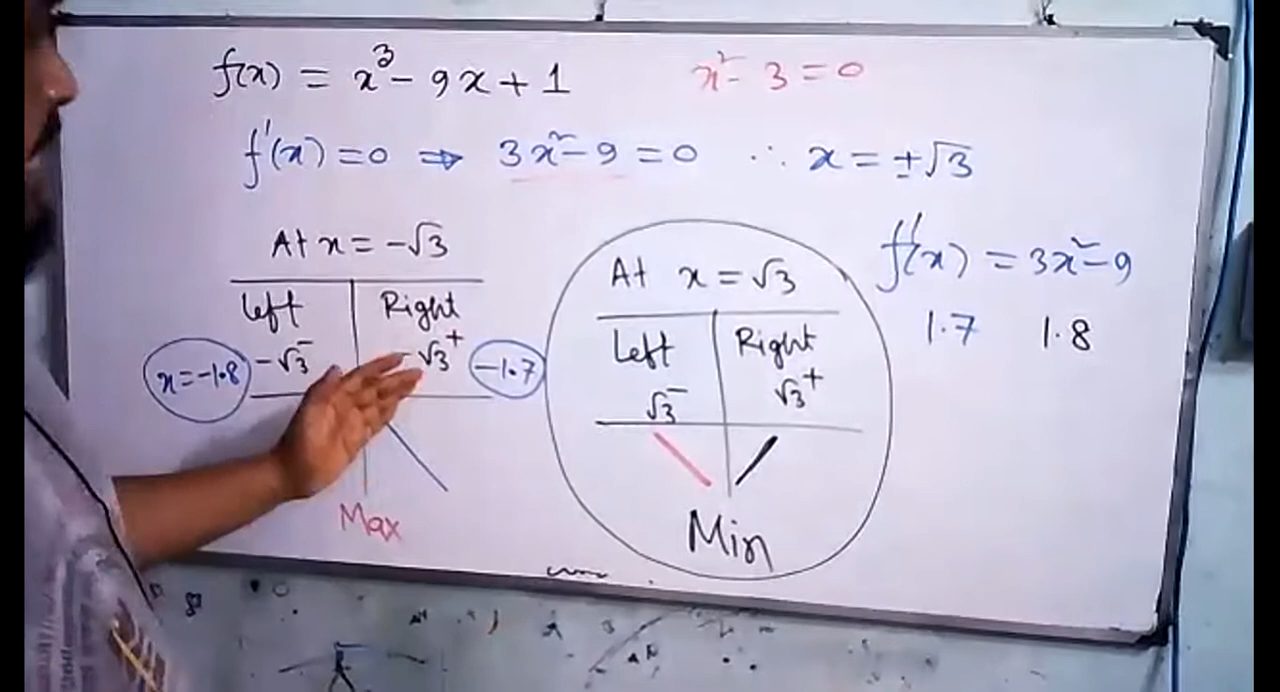 f(x) = x³ - 9x + 1
x² - 3 = 0
f'(x) = 0 ⇒ 3x² - 9 = 0 ∴ x = ±√3
At x = -√3
Left Right
x = -1.8 -√3⁻ -√3⁺ -1.7
Max
At x = √3
Left Right
√3⁻ √3⁺
Min
f'(x) = 3x² - 9
1.7 1.8